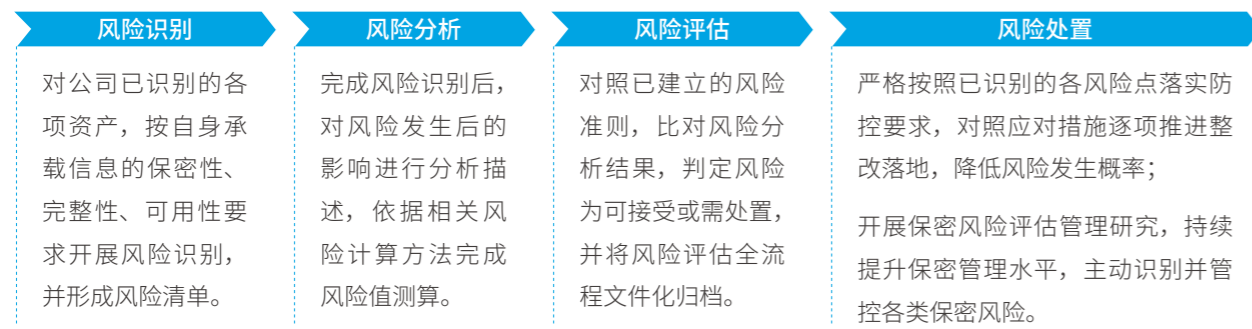 风险识别
对公司已识别的各
项资产，按自身承
载信息的保密性、
完整性、可用性要
求开展风险识别，
并形成风险清单。
风险分析
完成风险识别后，
对风险发生后的
影响进行分析描
述，依据相关风
险计算方法完成
风险值测算。
风险评估
对照已建立的风险
准则，比对风险分
析结果，判定风险
为可接受或需处置，
并将风险评估全流
程文件化归档。
风险处置
严格按照已识别的各风险点落实防
控要求，对照应对措施逐项推进整
改落地，降低风险发生概率；
开展保密风险评估管理研究，持续
提升保密管理水平，主动识别并管
控各类保密风险。